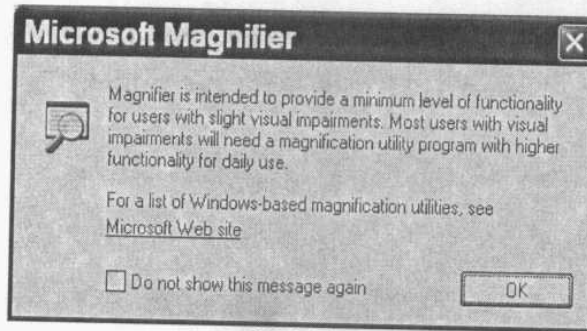 Microsoft Magnifier
Magnifier is intended to provide a minimum level of functionality
for users with slight visual impairments. Most users with visual
impairments will need a magnification utility program with higher
functionality for daily use.
For a list of Windows-based magnification utilities, see
Microsoft Web site
Do not show this message again
OK